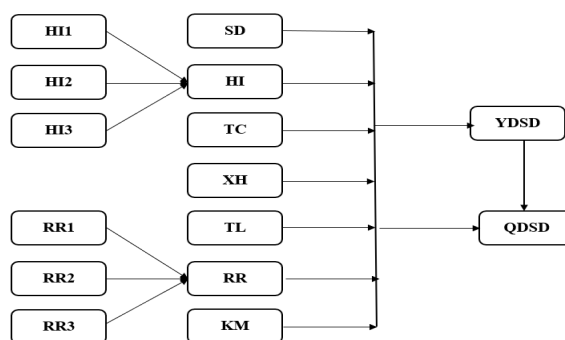 HI1
SD
HI2
HI
HI3
TC
YDSD
XH
RR1
TL
QDSD
RR2
RR
RR3
KM